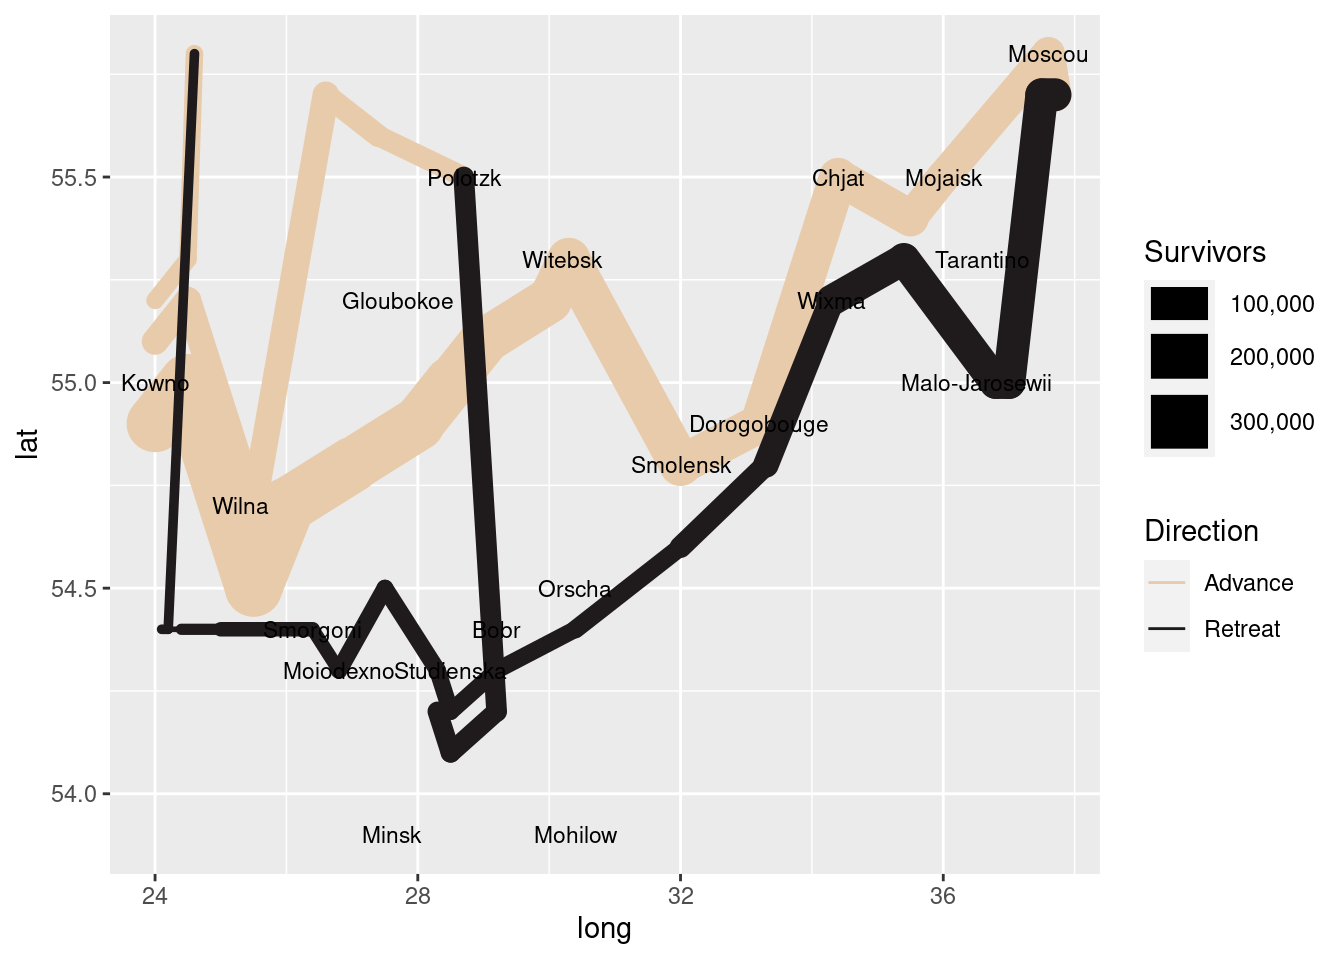 Moscou
55.5
Polotzk
Chjat
Mojaisk
Witebsk
Tarantino
Gloubokoe
Wixma
55.0
Kowno
Malo-Jarosewii
Dorogobouge
Smolensk
Wilna
54.5
Orscha
Smorgoni
Bobr
Moiodexno
Studienska
54.0
Minsk
Mohilow
24
28
32
36
long
lat
Survivors
100,000
200,000
300,000
Direction
Advance
Retreat